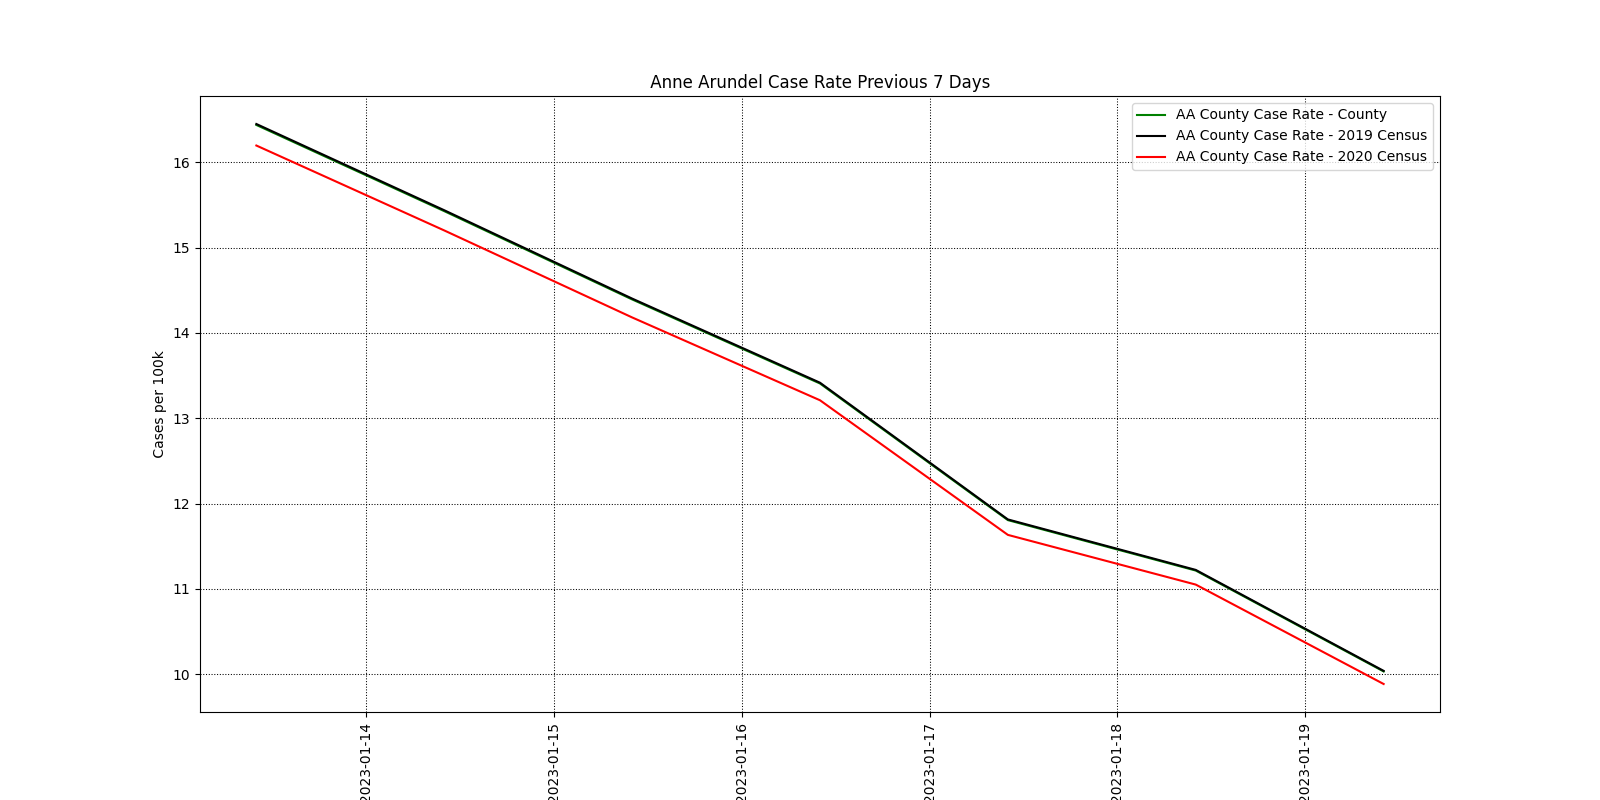 Anne Arundel Case Rate Previous 7 Days
AA County Case Rate - County
AA County Case Rate - 2019 Census
AA County Case Rate - 2020 Census
Cases per 100k
16
15
14
13
12
11
10
2023-01-14
2023-01-15
2023-01-16
2023-01-17
2023-01-18
2023-01-19